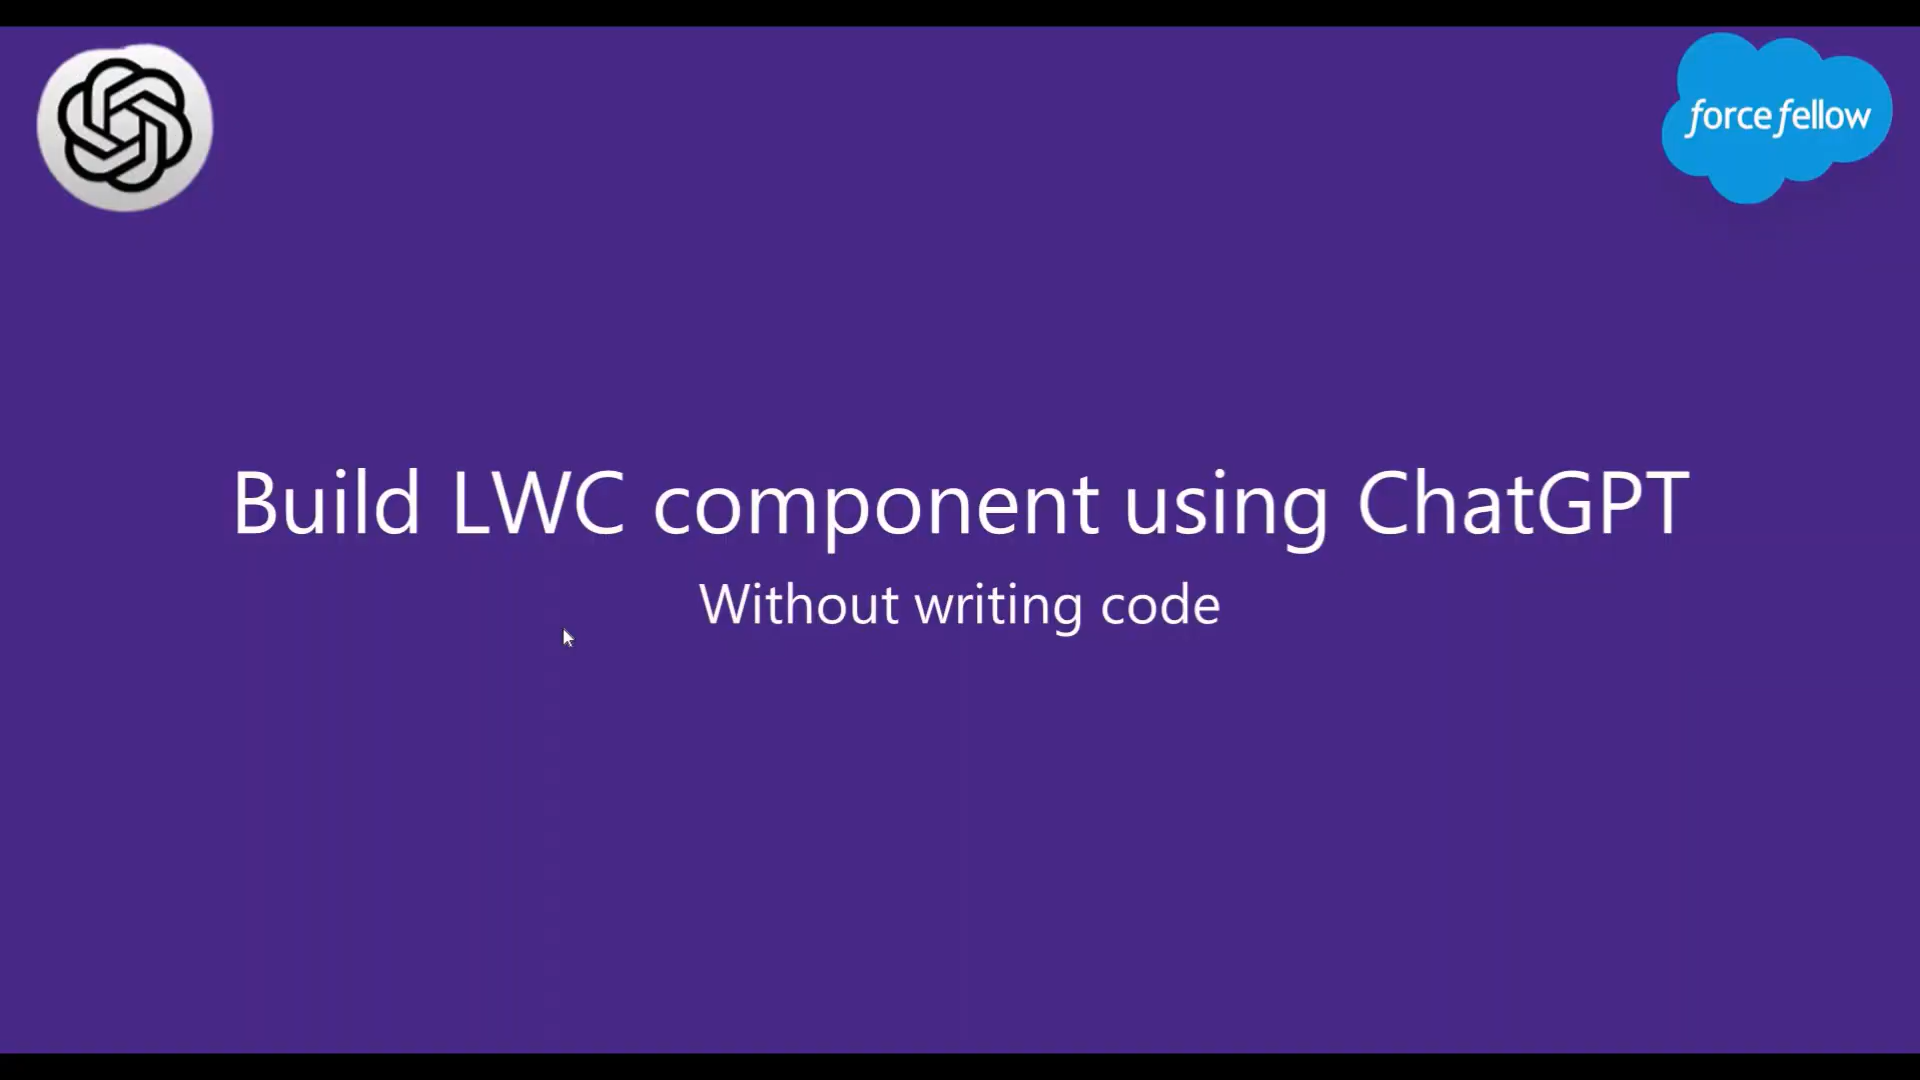 force fellow
Build LWC component using ChatGPT
Without writing code